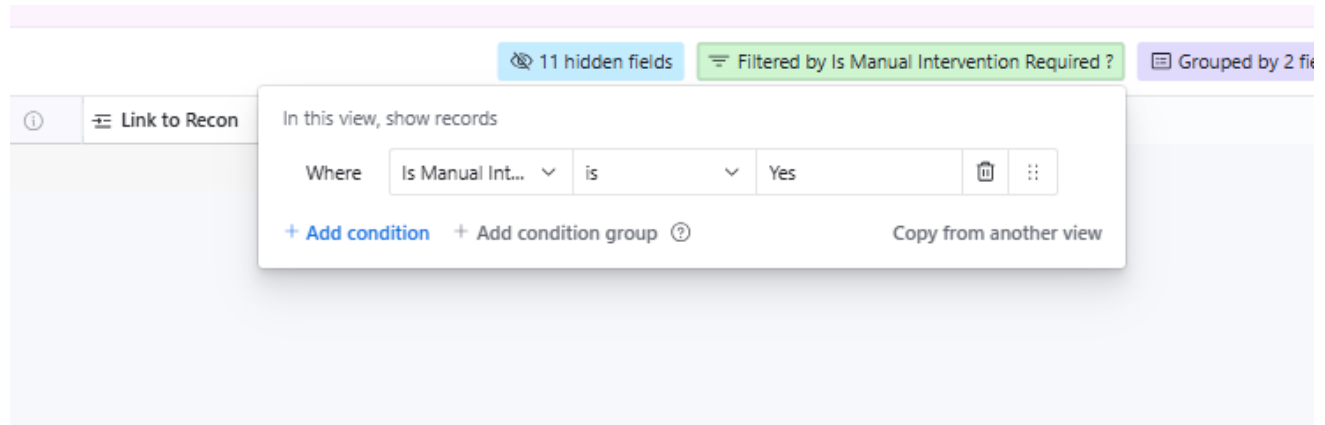 11 hidden fields
Filtered by Is Manual Intervention Required ?
Grouped by 2 fie
Link to Recon
In this view, show records
Where Is Manual Int... is Yes
+ Add condition + Add condition group Copy from another view